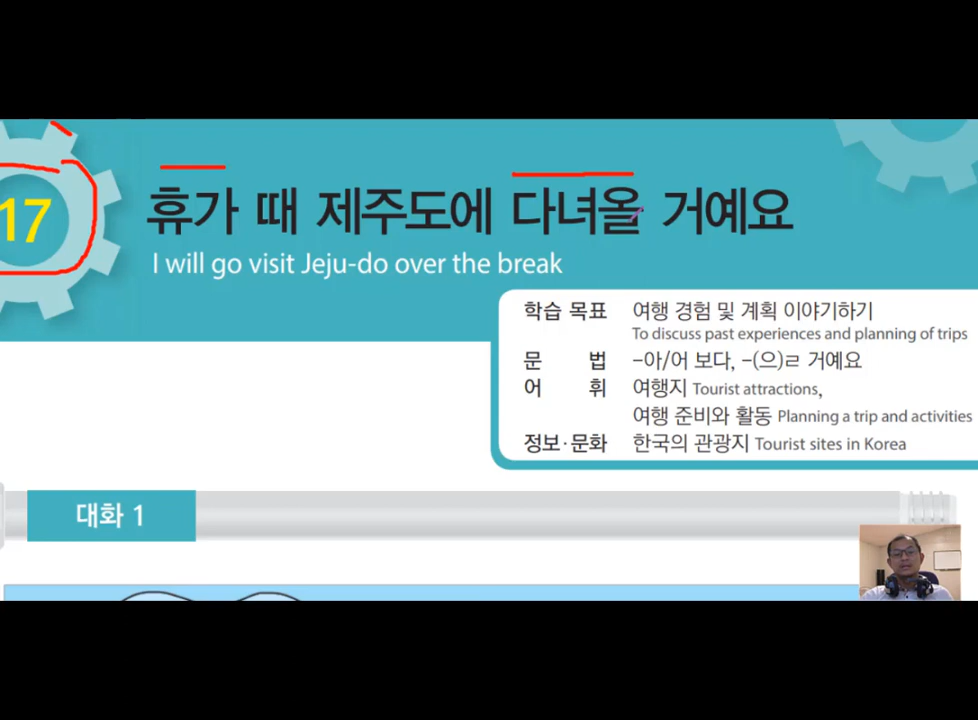 17
휴가 때 제주도에 다녀올 거예요
I will go visit Jeju-do over the break
학습 목표 여행 경험 및 계획 이야기하기
To discuss past experiences and planning of trips
문 법 -아/어 보다, -(으)ㄹ 거예요
어 휘 여행지 Tourist attractions,
여행 준비와 활동 Planning a trip and activities
정보·문화 한국의 관광지 Tourist sites in Korea
대화 1